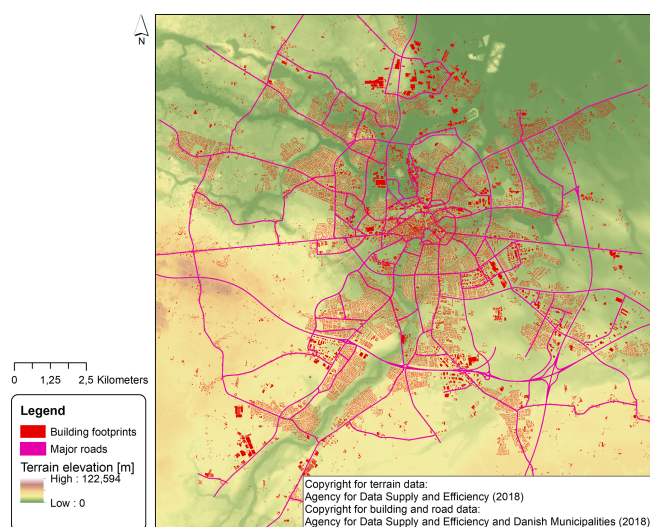 N
0 1,25 2,5 Kilometers
Legend
Building footprints
Major roads
Terrain elevation [m]
High : 122,594
Low : 0
Copyright for terrain data:
Agency for Data Supply and Efficiency (2018)
Copyright for building and road data:
Agency for Data Supply and Efficiency and Danish Municipalities (2018)